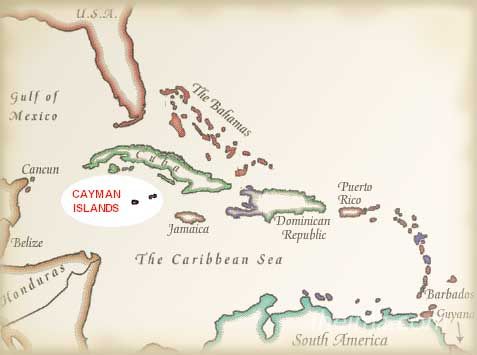 U.S.A.
Gulf of
Mexico
The Bahamas
Cancun
Cuba
CAYMAN
ISLANDS
Jamaica
Dominican
Republic
Puerto
Rico
Belize
The Caribbean Sea
Honduras
Barbados
Guyana
South America